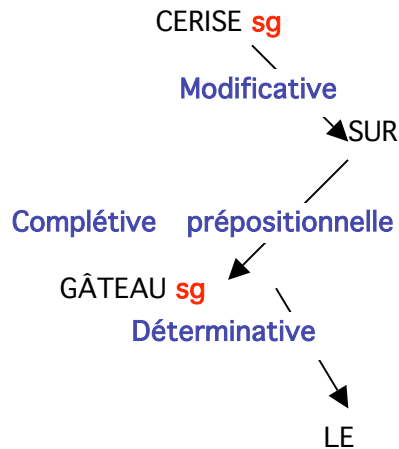 CERISE sg
Modificative
SUR
Complétive prépositionnelle
GÂTEAU sg
Déterminative
LE